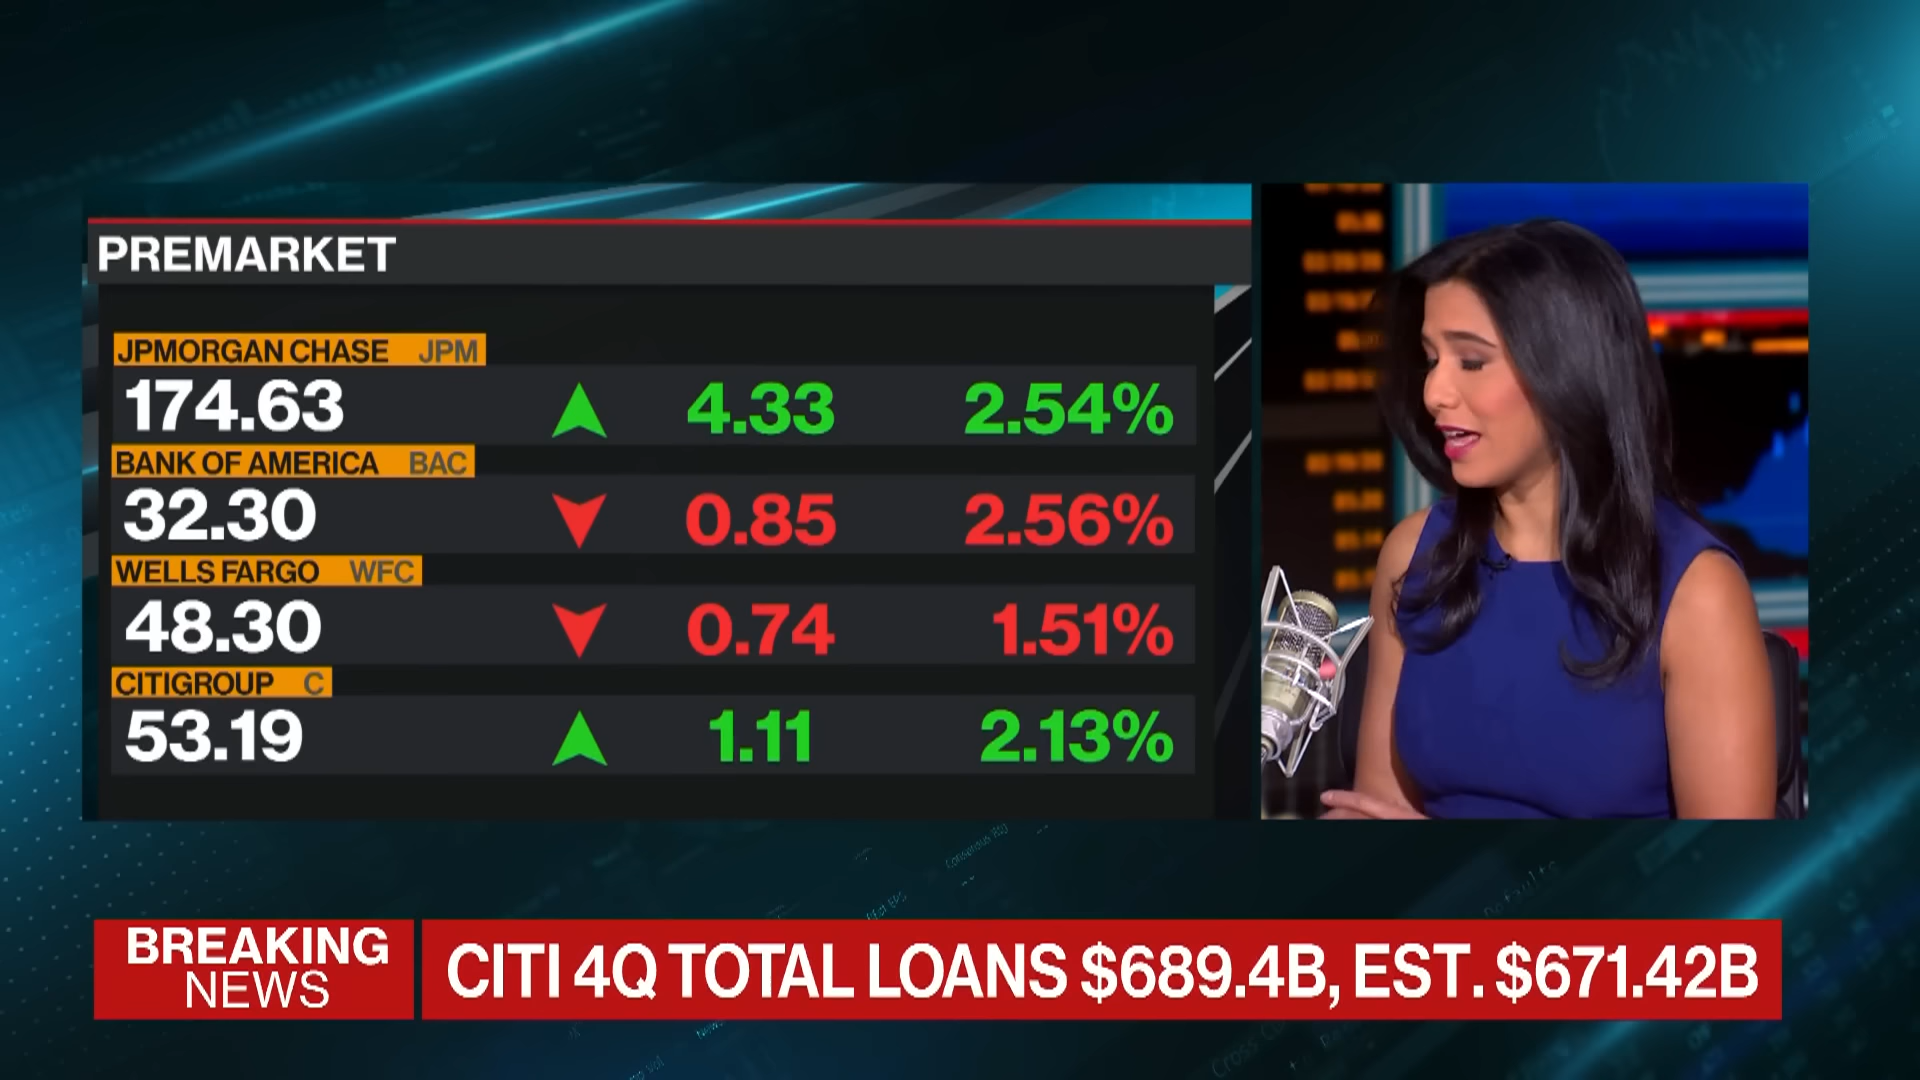 PREMARKET
JPMORGAN CHASE JPM
174.63 4.33 2.54%
BANK OF AMERICA BAC
32.30 0.85 2.56%
WELLS FARGO WFC
48.30 0.74 1.51%
CITIGROUP C
53.19 1.11 2.13%
BREAKING
NEWS
CITI 4Q TOTAL LOANS $689.4B, EST. $671.42B